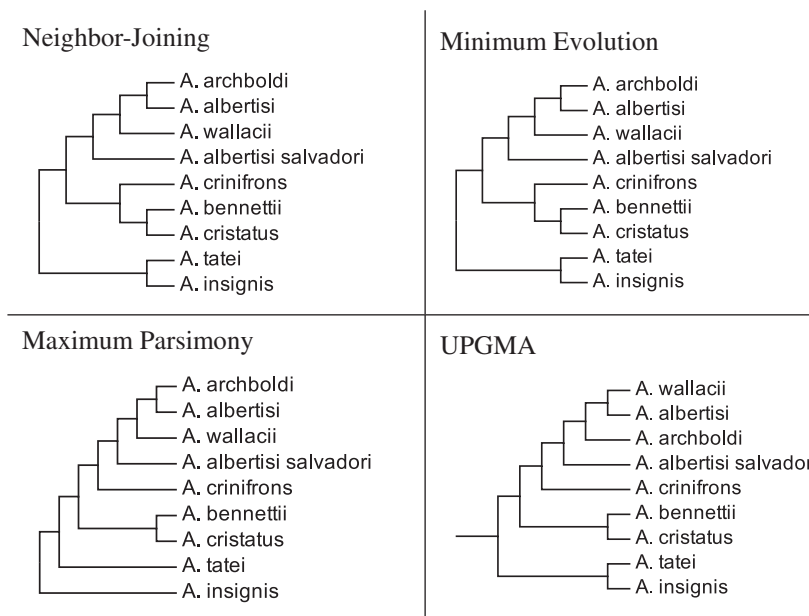 Neighbor-Joining
A. archboldi
A. albertisi
A. wallacii
A. albertisi salvadori
A. crinifrons
A. bennettii
A. cristatus
A. tatei
A. insignis
Minimum Evolution
A. archboldi
A. albertisi
A. wallacii
A. albertisi salvadori
A. crinifrons
A. bennettii
A. cristatus
A. tatei
A. insignis
Maximum Parsimony
A. archboldi
A. albertisi
A. wallacii
A. albertisi salvadori
A. crinifrons
A. bennettii
A. cristatus
A. tatei
A. insignis
UPGMA
A. wallacii
A. albertisi
A. archboldi
A. albertisi salvador
A. crinifrons
A. bennettii
A. cristatus
A. tatei
A. insignis